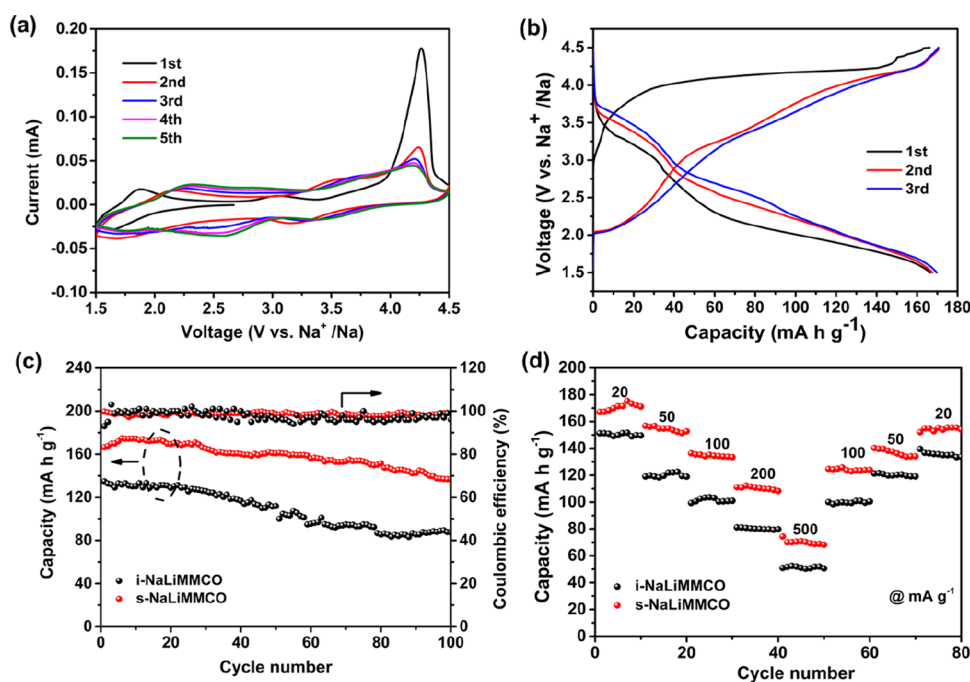 (a)
0.20
0.15
0.10
0.05
0.00
-0.05
-0.10
Current (mA)
1st
2nd
3rd
4th
5th
1.5 2.0 2.5 3.0 3.5 4.0 4.5
Voltage (V vs. Na+ /Na)
(b)
4.5
4.0
3.5
3.0
2.5
2.0
1.5
Voltage (V vs. Na+ /Na)
1st
2nd
3rd
0 20 40 60 80 100 120 140 160 180
Capacity (mA h g-1)
(c)
240
200
160
120
80
40
0
Capacity (mA h g-1)
120
100
80
60
40
20
0
Coulombic efficiency (%)
i-NaLiMMCO
s-NaLiMMCO
0 20 40 60 80 100
Cycle number
(d)
200
180
160
140
120
100
80
60
40
20
0
Capacity (mA h g-1)
20
50
100
200
500
100
50
20
i-NaLiMMCO
s-NaLiMMCO
@ mA g-1
0 20 40 60 80
Cycle number